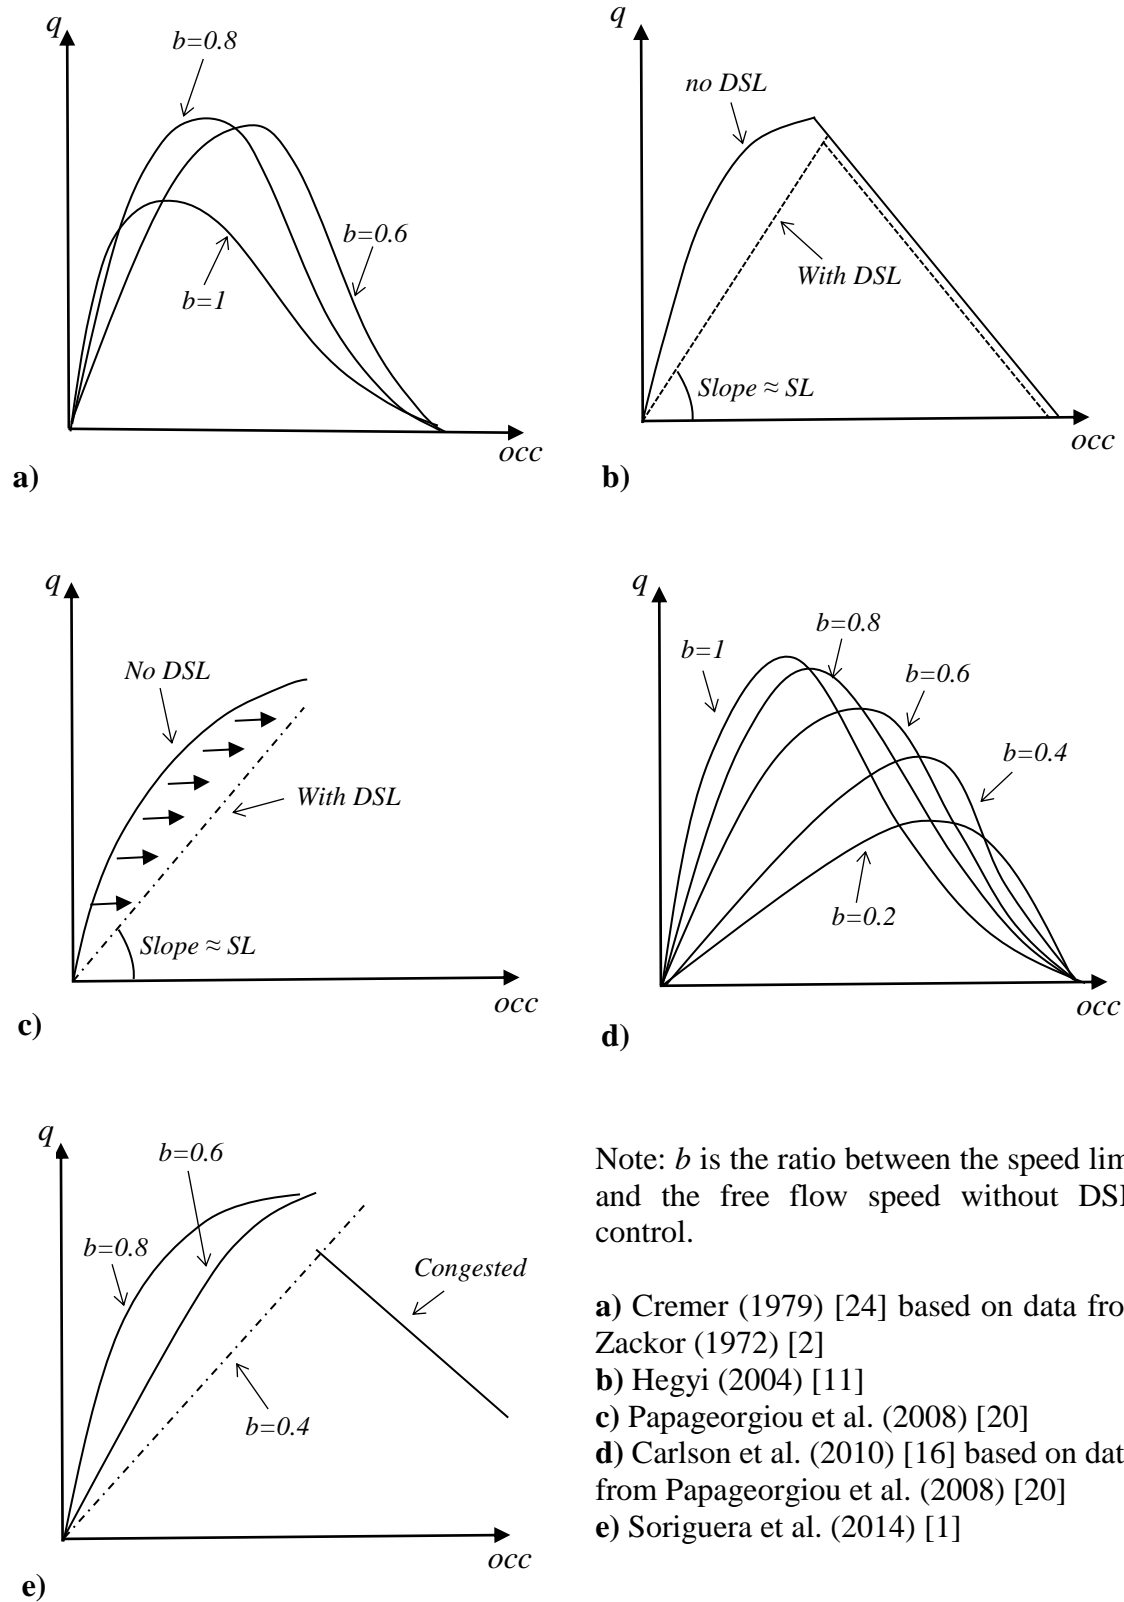 q
b=0.8
b=0.6
b=1
occ
a)
q
no DSL
With DSL
Slope ≈ SL
occ
b)
q
No DSL
With DSL
Slope ≈ SL
occ
c)
q
b=1
b=0.8
b=0.6
b=0.4
b=0.2
occ
d)
q
b=0.6
b=0.8
Congested
b=0.4
occ
e)
Note: b is the ratio between the speed
and the free flow speed without
control.
a) Cremer (1979) [24] based on data
Zackor (1972) [2]
b) Hegyi (2004) [11]
c) Papageorgiou et al. (2008) [20]
d) Carlson et al. (2010) [16] based on
from Papageorgiou et al. (2008) [20]
e) Soriguera et al. (2014) [1]